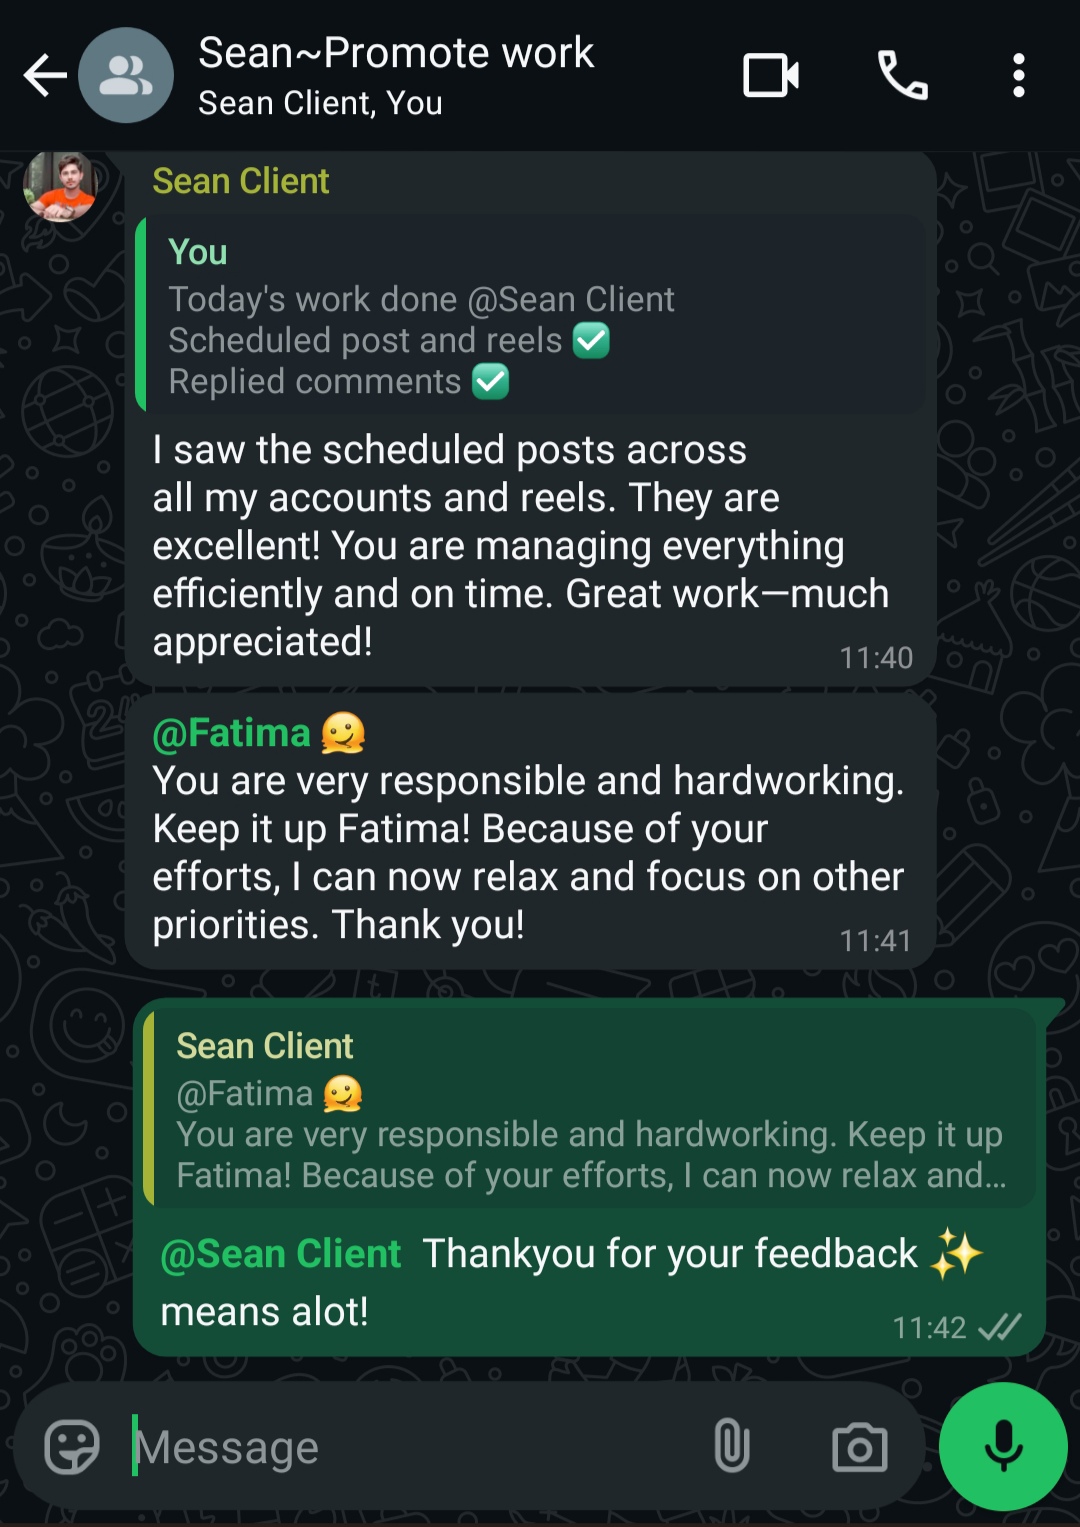 Sean~Promote work
Sean Client, You
Sean Client
You
Today's work done @Sean Client
Scheduled post and reels ✅
Replied comments ✅
I saw the scheduled posts across
all my accounts and reels. They are
excellent! You are managing everything
efficiently and on time. Great work—much
appreciated!
11:40
@Fatima 🫠
You are very responsible and hardworking.
Keep it up Fatima! Because of your
efforts, I can now relax and focus on other
priorities. Thank you!
11:41
Sean Client
@Fatima 🫠
You are very responsible and hardworking. Keep it up
Fatima! Because of your efforts, I can now relax and...
@Sean Client Thankyou for your feedback ✨
means alot!
11:42
Message